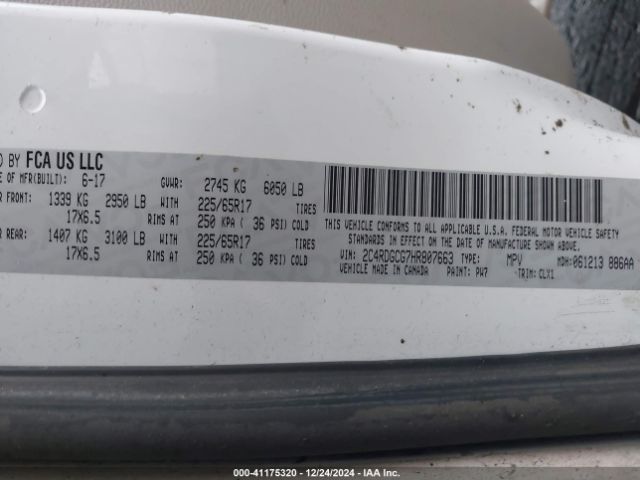 ) BY FCA US LLC
E OF MFR(BUILT): 6-17 GVWR: 2745 KG 6050 LB
R FRONT: 1339 KG 2950 LB WITH 225/65R17 TIRES
17X6.5 RIMS AT 250 KPA ( 36 PSI) COLD
R REAR: 1407 KG 3100 LB WITH 225/65R17 TIRES
17X6.5 RIMS AT 250 KPA ( 36 PSI) COLD
THIS VEHICLE CONFORMS TO ALL APPLICABLE U.S. FEDERAL MOTOR VEHICLE SAFETY
STANDARDS IN EFFECT ON THE DATE OF MANUFACTURE SHOWN ABOVE.
VIN: 2C4RDGCG7HR807663 TYPE: MPV MDH: 061213 886AA
VEHICLE MADE IN CANADA PAINT: PW7 TRIM: CLX1
000-41175320 • 12/24/2024 • IAA Inc.